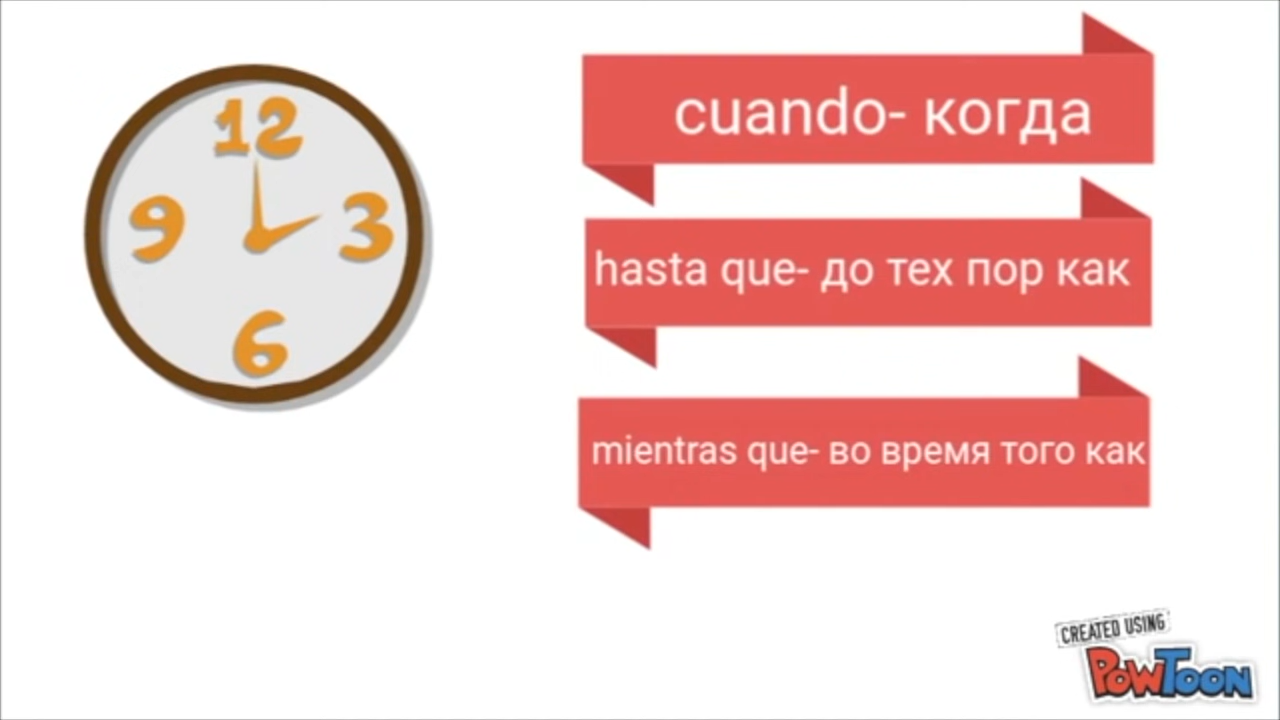 12
9
3
6
cuando- когда
hasta que- до тех пор как
mientras que- во время того как
CREATED USING
POWTOON